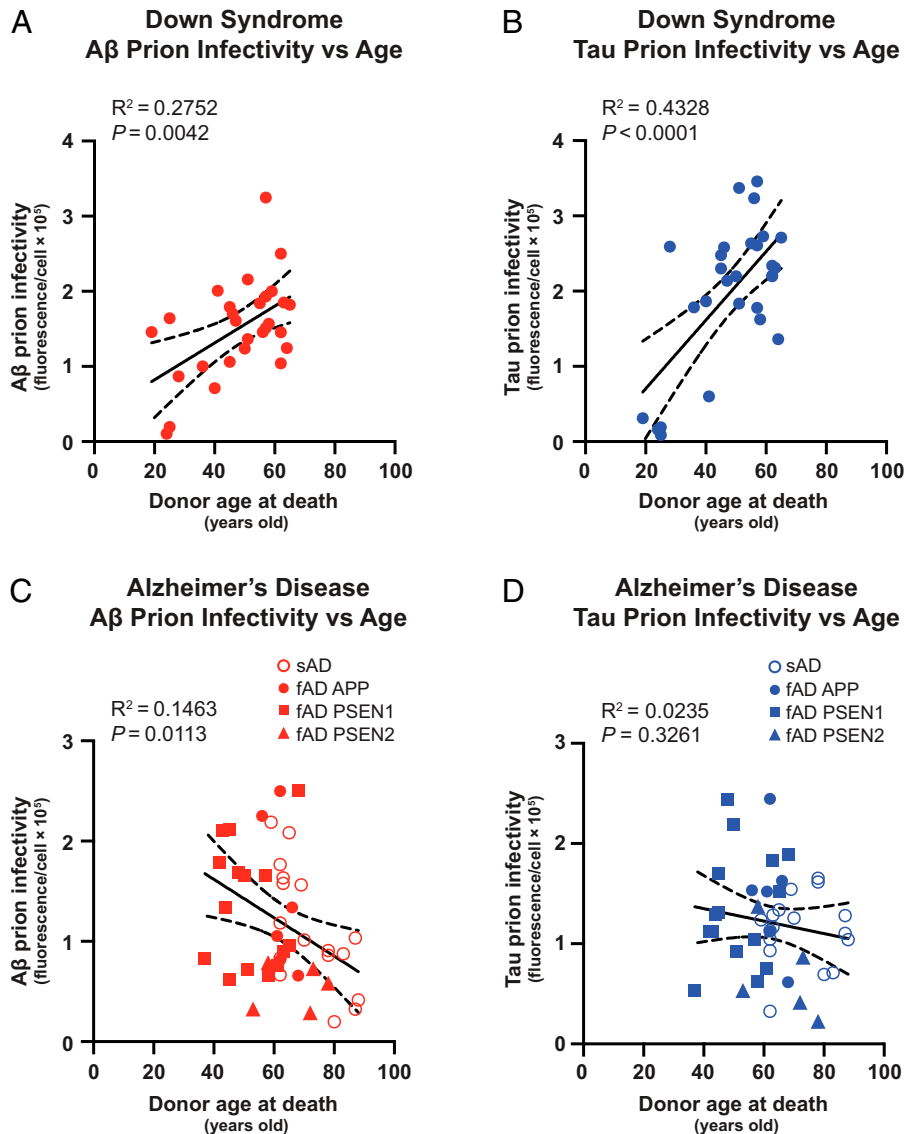 A
Down Syndrome
Aβ Prion Infectivity vs Age
R² = 0.2752
P = 0.0042
Aβ prion infectivity
(fluorescence/cell × 10⁵)
4
3
2
1
0
0 20 40 60 80 100
Donor age at death
(years old)
B
Down Syndrome
Tau Prion Infectivity vs Age
R² = 0.4328
P < 0.0001
Tau prion infectivity
(fluorescence/cell × 10⁵)
4
3
2
1
0
0 20 40 60 80 100
Donor age at death
(years old)
C
Alzheimer’s Disease
Aβ Prion Infectivity vs Age
sAD
fAD APP
fAD PSEN1
fAD PSEN2
R² = 0.1463
P = 0.0113
Aβ prion infectivity
(fluorescence/cell × 10⁵)
3
2
1
0
0 20 40 60 80 100
Donor age at death
(years old)
D
Alzheimer’s Disease
Tau Prion Infectivity vs Age
sAD
fAD APP
fAD PSEN1
fAD PSEN2
R² = 0.0235
P = 0.3261
Tau prion infectivity
(fluorescence/cell × 10⁵)
3
2
1
0
0 20 40 60 80 100
Donor age at death
(years old)